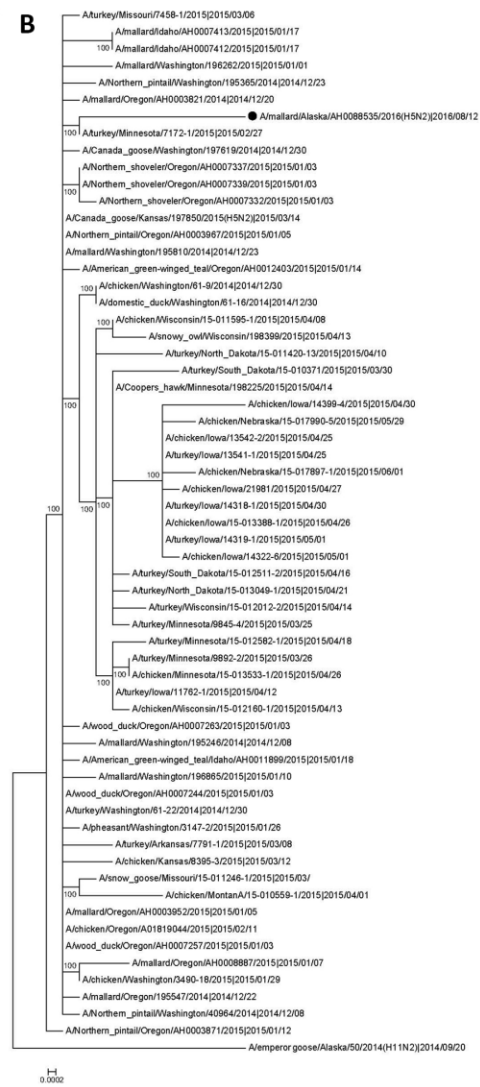 B
A/turkey/Missouri/7458-1/2015|2015/03/06
A/mallard/Idaho/AH0007413/2015|2015/01/17
100
A/mallard/Idaho/AH0007412/2015|2015/01/17
A/mallard/Washington/196262/2015|2015/01/01
A/Northern_pintail/Washington/195365/2014|2014/12/23
A/mallard/Oregon/AH0003821/2014|2014/12/20
A/mallard/Alaska/AH0088535/2016(H5N2)|2016/08/12
100
A/turkey/Minnesota/7172-1/2015|2015/02/27
A/Canada_goose/Washington/197619/2014|2014/12/30
A/Northern_shoveler/Oregon/AH0007337/2015|2015/01/03
A/Northern_shoveler/Oregon/AH0007339/2015|2015/01/03
100
A/Northern_shoveler/Oregon/AH0007332/2015|2015/01/03
A/Canada_goose/Kansas/197850/2015(H5N2)|2015/03/14
A/Northern_pintail/Oregon/AH0003967/2015|2015/01/05
A/mallard/Washington/195810/2014|2014/12/23
A/American_green-winged_teal/Oregon/AH0012403/2015|2015/01/14
A/chicken/Washington/61-9/2014|2014/12/30
100
A/domestic_duck/Washington/61-16/2014|2014/12/30
A/chicken/Wisconsin/15-011595-1/2015|2015/04/08
100
A/snowy_owl/Wisconsin/198399/2015|2015/04/13
A/turkey/North_Dakota/15-011420-13/2015|2015/04/10
A/turkey/South_Dakota/15-010371/2015|2015/03/30
A/Coopers_hawk/Minnesota/198225/2015|2015/04/14
100
A/chicken/Iowa/14399-4/2015|2015/04/30
A/chicken/Nebraska/15-017990-5/2015|2015/05/29
A/chicken/Iowa/13542-2/2015|2015/04/25
A/turkey/Iowa/13541-1/2015|2015/04/25
A/chicken/Nebraska/15-017897-1/2015|2015/06/01
100
A/chicken/Iowa/21981/2015|2015/04/27
A/turkey/Iowa/14318-1/2015|2015/04/30
100
100
100
A/chicken/Iowa/15-013388-1/2015|2015/04/26
A/turkey/Iowa/14319-1/2015|2015/05/01
A/chicken/Iowa/14322-6/2015|2015/05/01
A/turkey/South_Dakota/15-012511-2/2015|2015/04/16
A/turkey/North_Dakota/15-013049-1/2015|2015/04/21
A/turkey/Wisconsin/15-012012-2/2015|2015/04/14
A/turkey/Minnesota/9845-4/2015|2015/03/25
A/turkey/Minnesota/15-012582-1/2015|2015/04/18
A/turkey/Minnesota/9892-2/2015|2015/03/26
100
A/chicken/Minnesota/15-013533-1/2015|2015/04/26
100
A/turkey/Iowa/11762-1/2015|2015/04/12
A/chicken/Wisconsin/15-012160-1/2015|2015/04/13
A/wood_duck/Oregon/AH0007263/2015|2015/01/03
A/mallard/Washington/195246/2014|2014/12/08
A/American_green-winged_teal/Idaho/AH0011899/2015|2015/01/18
A/mallard/Washington/196865/2015|2015/01/10
A/wood_duck/Oregon/AH0007244/2015|2015/01/03
A/turkey/Washington/61-22/2014|2014/12/30
A/pheasant/Washington/3147-2/2015|2015/01/26
A/turkey/Arkansas/7791-1/2015|2015/03/08
A/chicken/Kansas/8395-3/2015|2015/03/12
A/snow_goose/Missouri/15-011246-1/2015|2015/03/
100
A/chicken/MontanA/15-010559-1/2015|2015/04/01
A/mallard/Oregon/AH0003952/2015|2015/01/05
A/chicken/Oregon/A01819044/2015|2015/02/11
A/wood_duck/Oregon/AH0007257/2015|2015/01/03
A/mallard/Oregon/AH0008887/2015|2015/01/07
100
A/chicken/Washington/3490-18/2015|2015/01/29
A/mallard/Oregon/195547/2014|2014/12/22
A/Northern_pintail/Washington/40964/2014|2014/12/08
A/Northern_pintail/Oregon/AH0003871/2015|2015/01/12
A/emperor goose/Alaska/50/2014(H11N2)|2014/09/20
0.0002